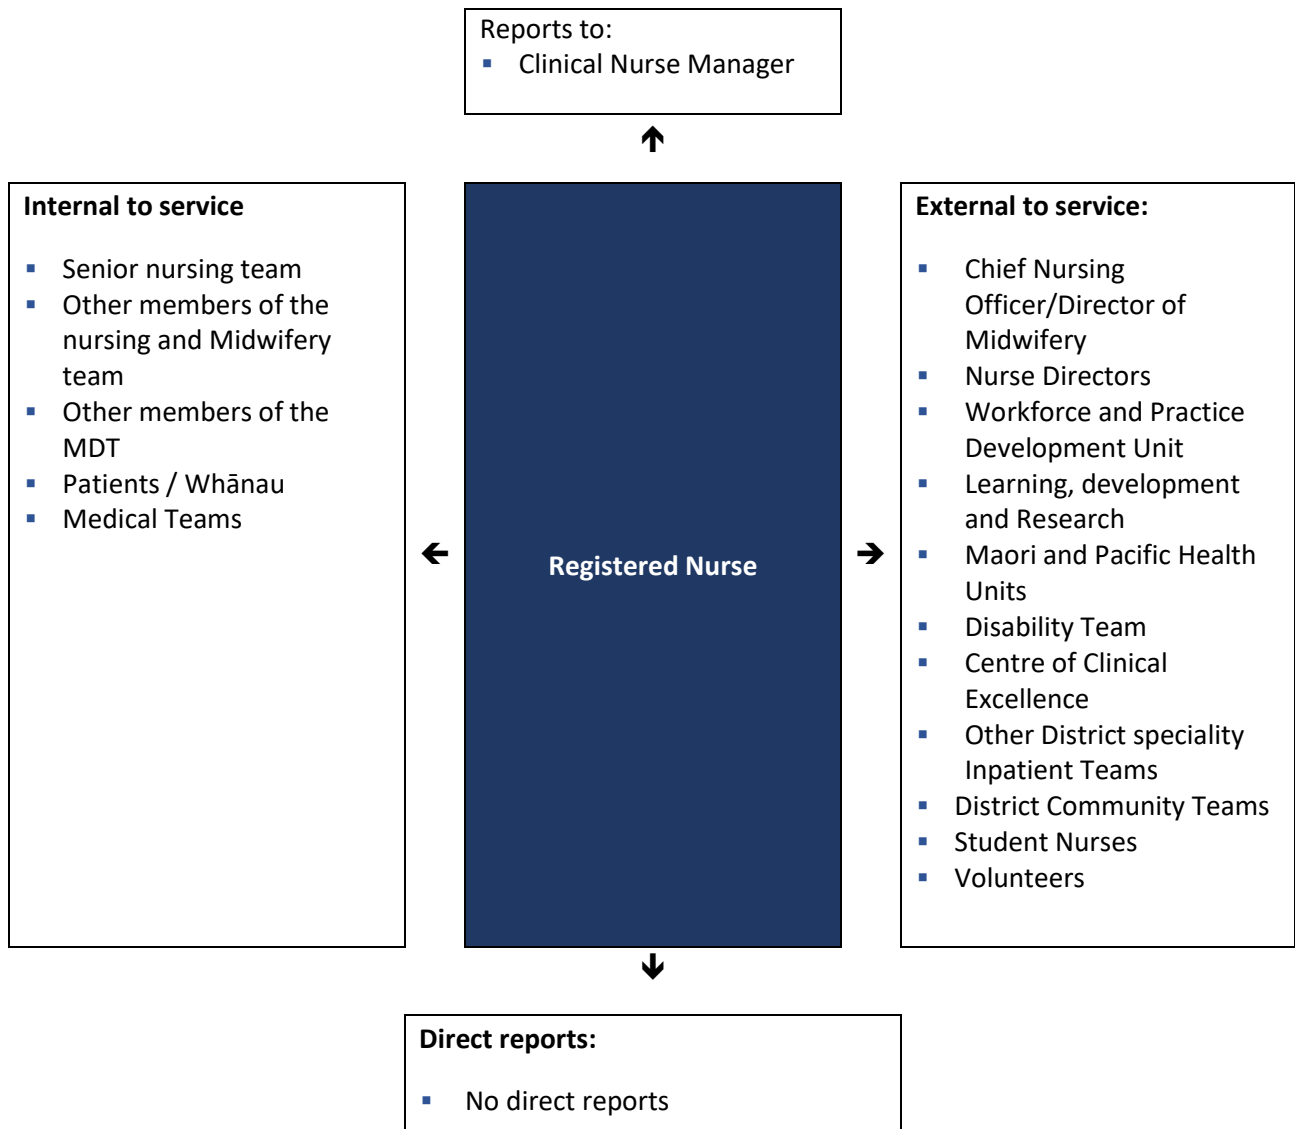 Reports to:
▪ Clinical Nurse Manager
🡑
Internal to service
▪ Senior nursing team
▪ Other members of the
nursing and Midwifery
team
▪ Other members of the
MDT
▪ Patients / Whānau
▪ Medical Teams
🡐
Registered Nurse
🡒
External to service:
▪ Chief Nursing
Officer/Director of
Midwifery
▪ Nurse Directors
▪ Workforce and Practice
Development Unit
▪ Learning, development
and Research
▪ Maori and Pacific Health
Units
▪ Disability Team
▪ Centre of Clinical
Excellence
▪ Other District speciality
Inpatient Teams
▪ District Community Teams
▪ Student Nurses
▪ Volunteers
🡓
Direct reports:
▪ No direct reports